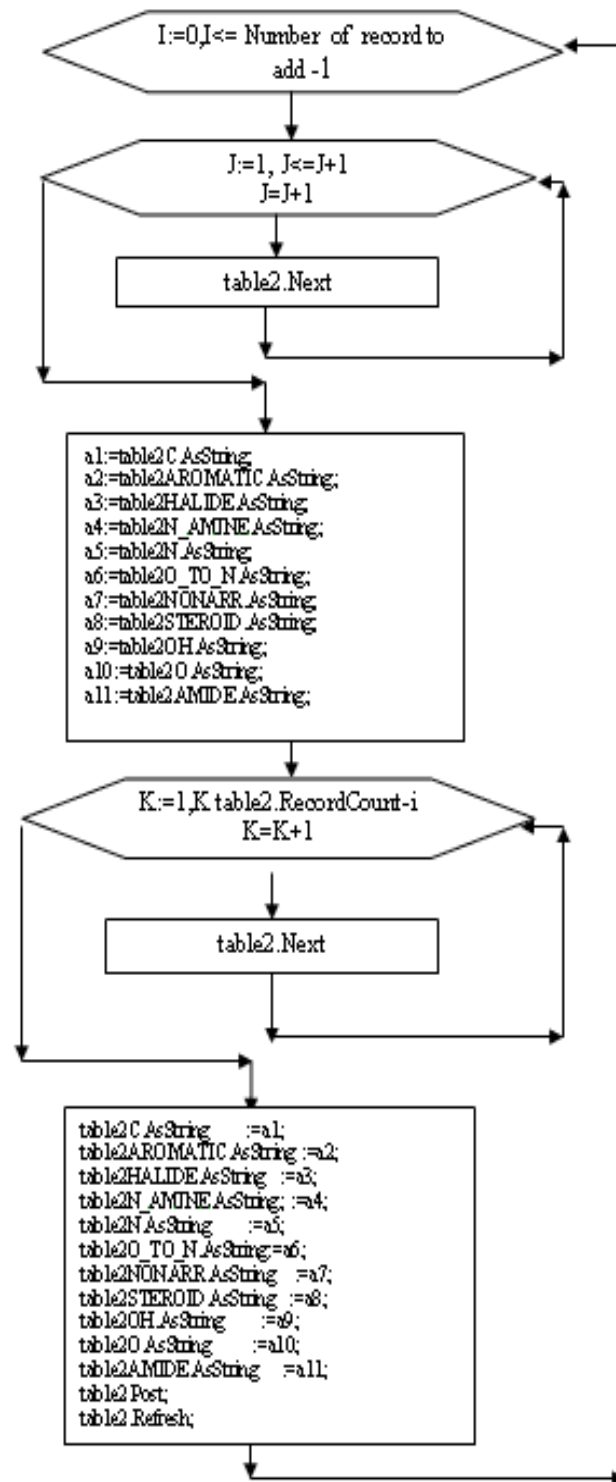 I:=0,I<= Number of record to
add -1
J:=1, J<=J+1
J=J+1
table2.Next
a1:=table2C.AsString;
a2:=table2AROMATIC.AsString;
a3:=table2HALIDE.AsString;
a4:=table2N_AMINE.AsString;
a5:=table2N.AsString;
a6:=table2O_TO_N.AsString;
a7:=table2NONARR.AsString;
a8:=table2STEROID.AsString;
a9:=table2OH.AsString;
a10:=table2O.AsString;
a11:=table2AMIDE.AsString;
K:=1,K table2.RecordCount-i
K=K+1
table2.Next
table2C.AsString :=a1;
table2AROMATIC.AsString :=a2;
table2HALIDE.AsString :=a3;
table2N_AMINE.AsString; :=a4;
table2N.AsString :=a5;
table2O_TO_N.AsString:=a6;
table2NONARR.AsString :=a7;
table2STEROID.AsString :=a8;
table2OH.AsString :=a9;
table2O.AsString :=a10;
table2AMIDE.AsString :=a11;
table2.Post;
table2.Refresh;